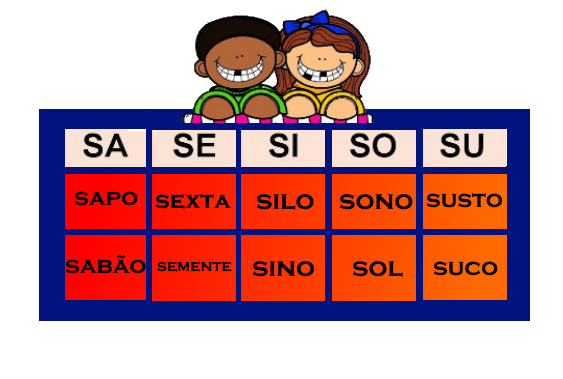 SA SE SI SO SU
SAPO SEXTA SILO SONO SUSTO
SABÃO SEMENTE SINO SOL SUCO